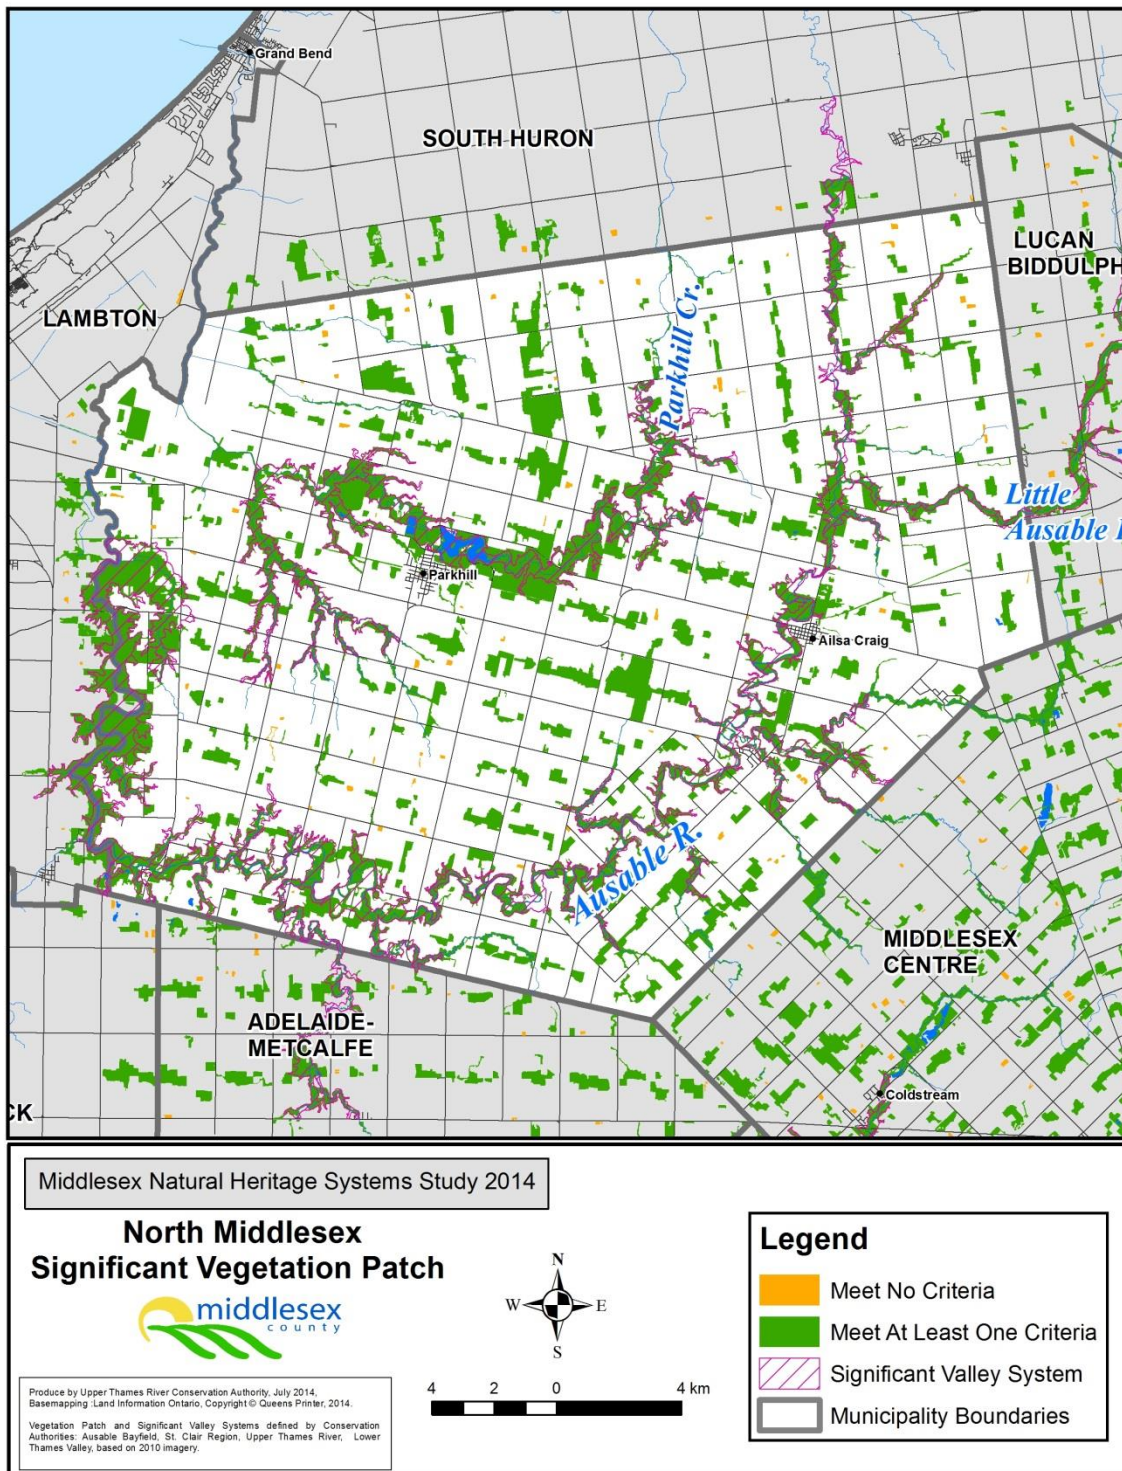 Grand Bend
SOUTH HURON
LUCAN
BIDDULPH
LAMBTON
Parkhill Cr.
Little
Ausable
Parkhill
Ailsa Craig
Ausable R.
MIDDLESEX
CENTRE
ADELAIDE-
METCALFE
CK
Coldstream
Middlesex Natural Heritage Systems Study 2014
North Middlesex
Significant Vegetation Patch
middlesex
county
N
W E
S
Produce by Upper Thames River Conservation Authority, July 2014,
Basemapping :Land Information Ontario, Copyright © Queens Printer, 2014.
Vegetation Patch and Significant Valley Systems defined by Conservation
Authorities: Ausable Bayfield, St. Clair Region, Upper Thames River, Lower
Thames Valley, based on 2010 imagery.
4 2 0 4 km
Legend
Meet No Criteria
Meet At Least One Criteria
Significant Valley System
Municipality Boundaries